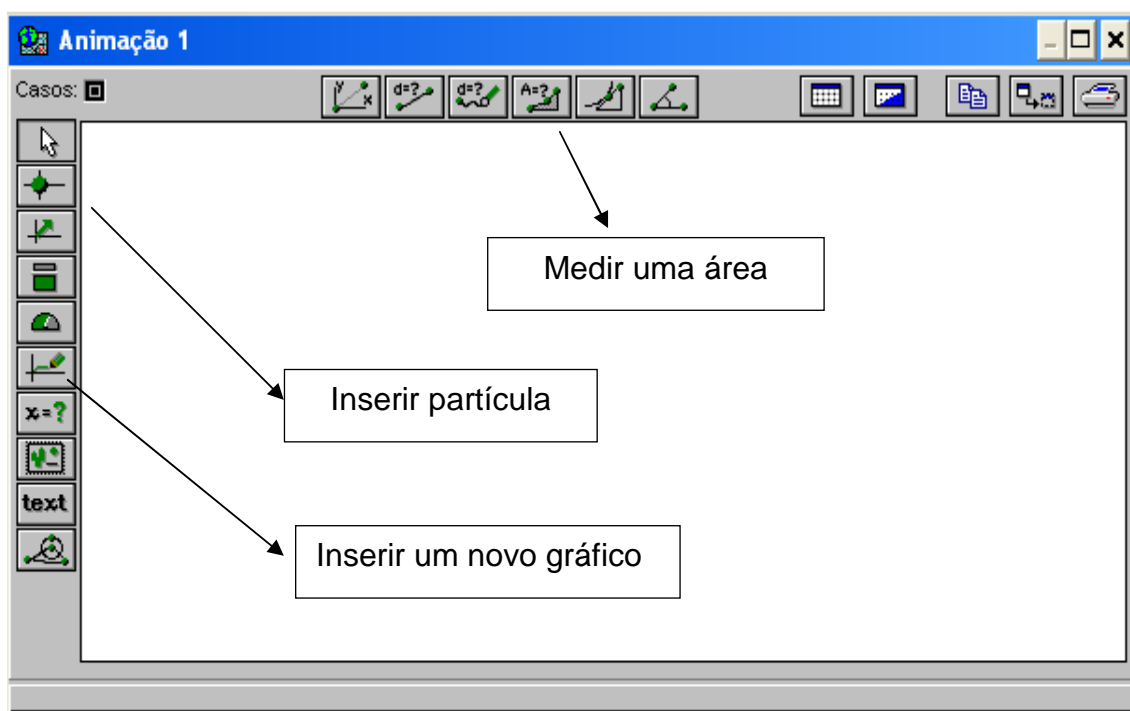 Animação 1
Casos:
y x
d=?
d=?
A=?
Medir uma área
Inserir partícula
x=?
text
Inserir um novo gráfico